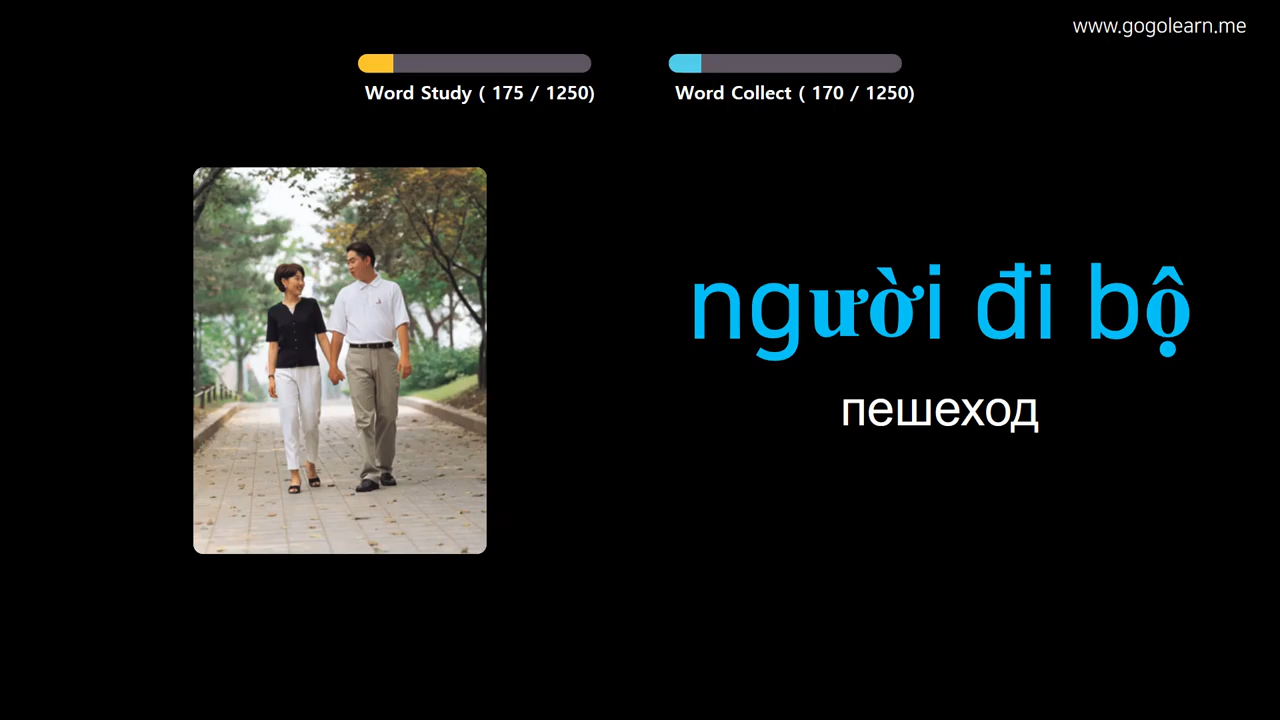 www.gogolearn.me
Word Study ( 175 / 1250)
Word Collect ( 170 / 1250)
người đi bộ
пешеход